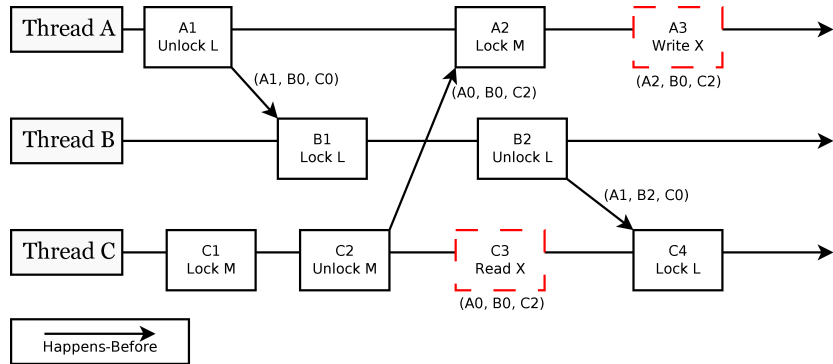 Thread A
A1
Unlock L
A2
Lock M
A3
Write X
(A1, B0, C0)
(A0, B0, C2)
(A2, B0, C2)
Thread B
B1
Lock L
B2
Unlock L
(A1, B2, C0)
Thread C
C1
Lock M
C2
Unlock M
C3
Read X
C4
Lock L
(A0, B0, C2)
Happens-Before